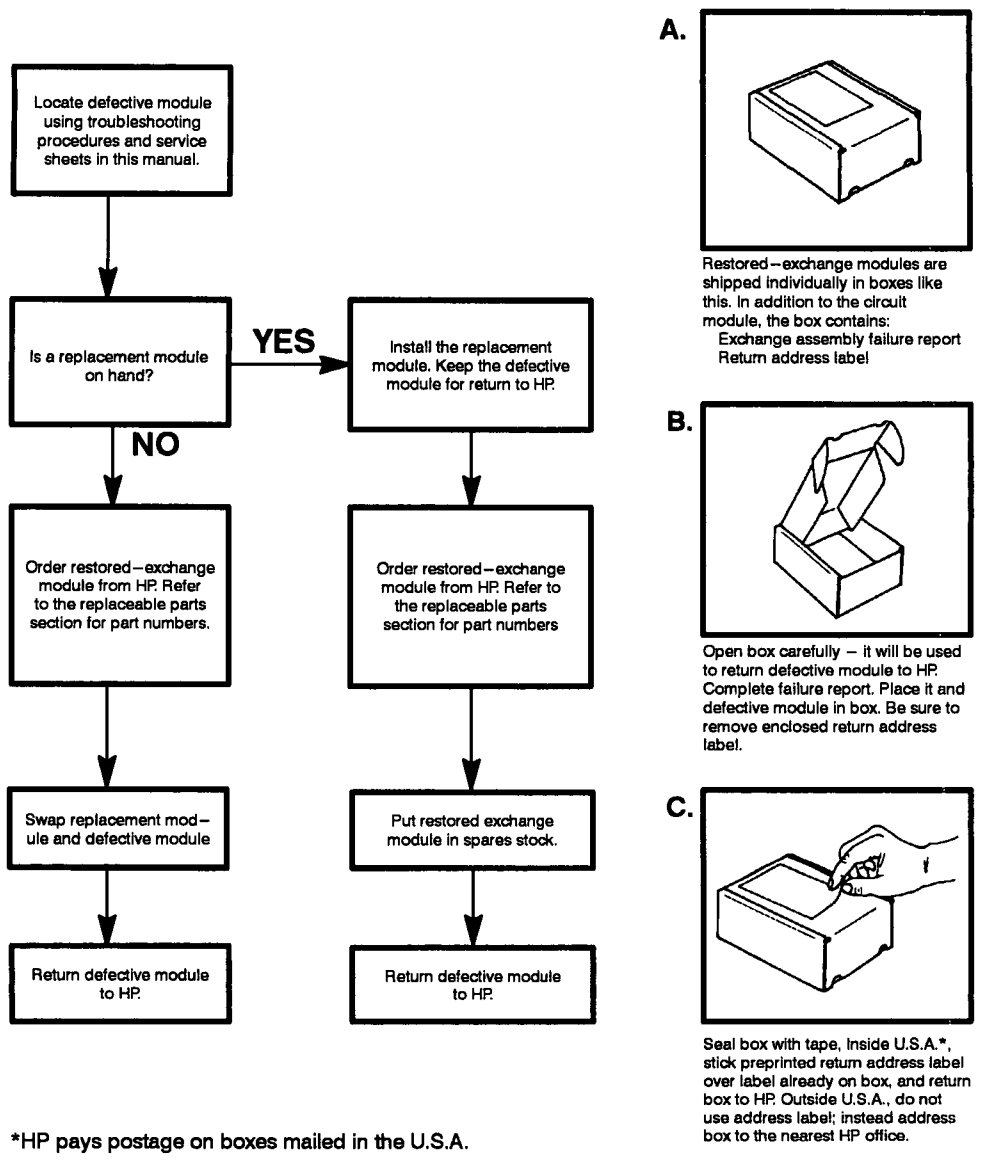 Locate defective module
using troubleshooting
procedures and service
sheets in this manual.
Is a replacement module
on hand?
YES
NO
Install the replacement
module. Keep the defective
module for return to HP.
Order restored–exchange
module from HP. Refer
to the replaceable parts
section for part numbers.
Order restored–exchange
module from HP. Refer to
the replaceable parts
section for part numbers
Swap replacement mod–
ule and defective module
Put restored exchange
module in spares stock.
Return defective module
to HP.
Return defective module
to HP.
*HP pays postage on boxes mailed in the U.S.A.
A.
Restored–exchange modules are
shipped individually in boxes like
this. In addition to the circuit
module, the box contains:
Exchange assembly failure report
Return address label
B.
Open box carefully – it will be used
to return defective module to HP.
Complete failure report. Place it and
defective module in box. Be sure to
remove enclosed return address
label.
C.
Seal box with tape, Inside U.S.A.*,
stick preprinted return address label
over label already on box, and return
box to HP. Outside U.S.A., do not
use address label; instead address
box to the nearest HP office.